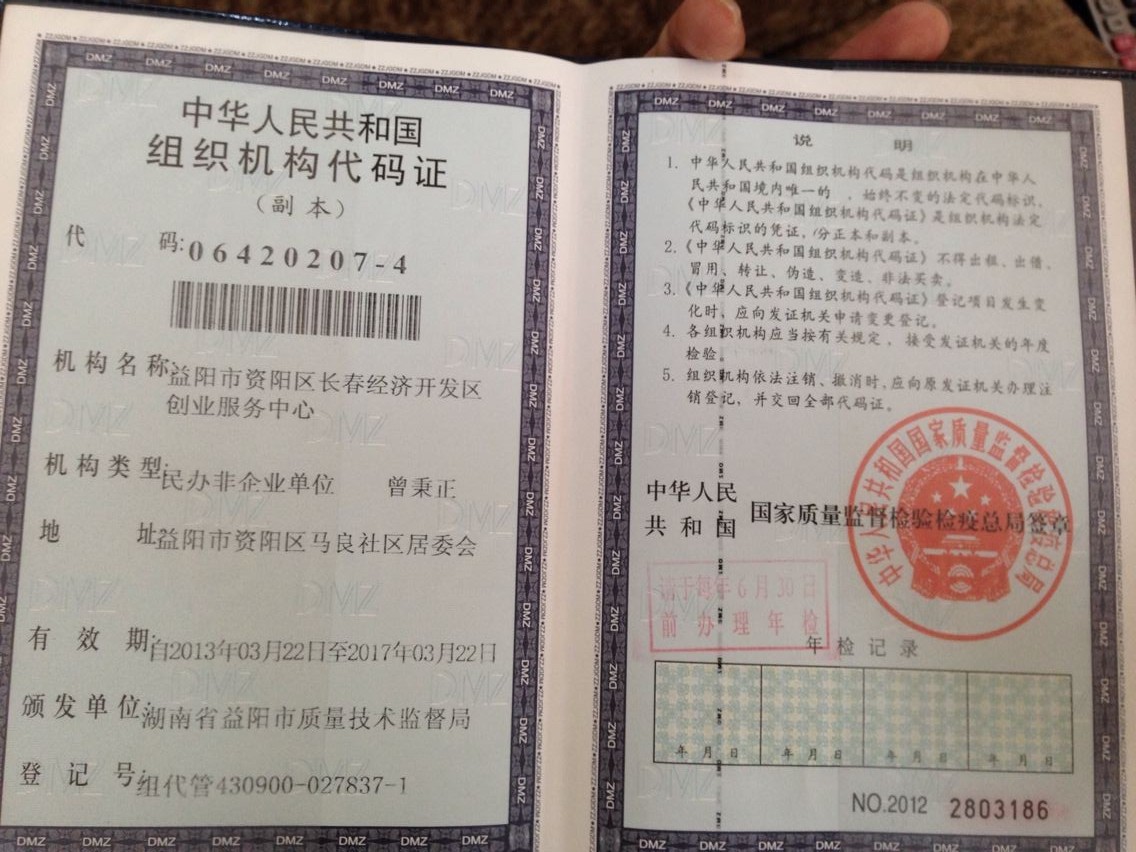 中华人民共和国
组织机构代码证
（副本）
代 码:06420207-4
机构名称:益阳市资阳区长春经济开发区
创业服务中心
机构类型:民办非企业单位 曾秉正
地 址:益阳市资阳区马良社区居委会
有 效 期:自2013年03月22日至2017年03月22日
颁发单位:湖南省益阳市质量技术监督局
登 记 号:组代管430900-027837-1
说 明
1. 中华人民共和国组织机构代码是组织机构在中华人
民共和国境内唯一的 、始终不变的法定代码标识。
《中华人民共和国组织机构代码证》是组织机构法定
代码标识的凭证，分正本和副本。
2. 《中华人民共和国组织机构代码证》不得出租、出借、
冒用、转让、伪造、变造、非法买卖。
3. 《中华人民共和国组织机构代码证》登记项目发生变
化时、应向发证机关申请变更登记。
4. 各组织机构应当按有关规定，接受发证机关的年度
检验。
5. 组织机构依法注销、撤消时、应向原发证机关办理注
销登记，并交回全部代码证。
中华人民
共和国
国家质量监督检验检疫总局签章
中华人民共和国国家质量监督检验检疫总局
请于每年6月30日
前办理年检
年检记录
年 月 日 年 月 日 年 月 日 年 月 日
NO.2012 2803186